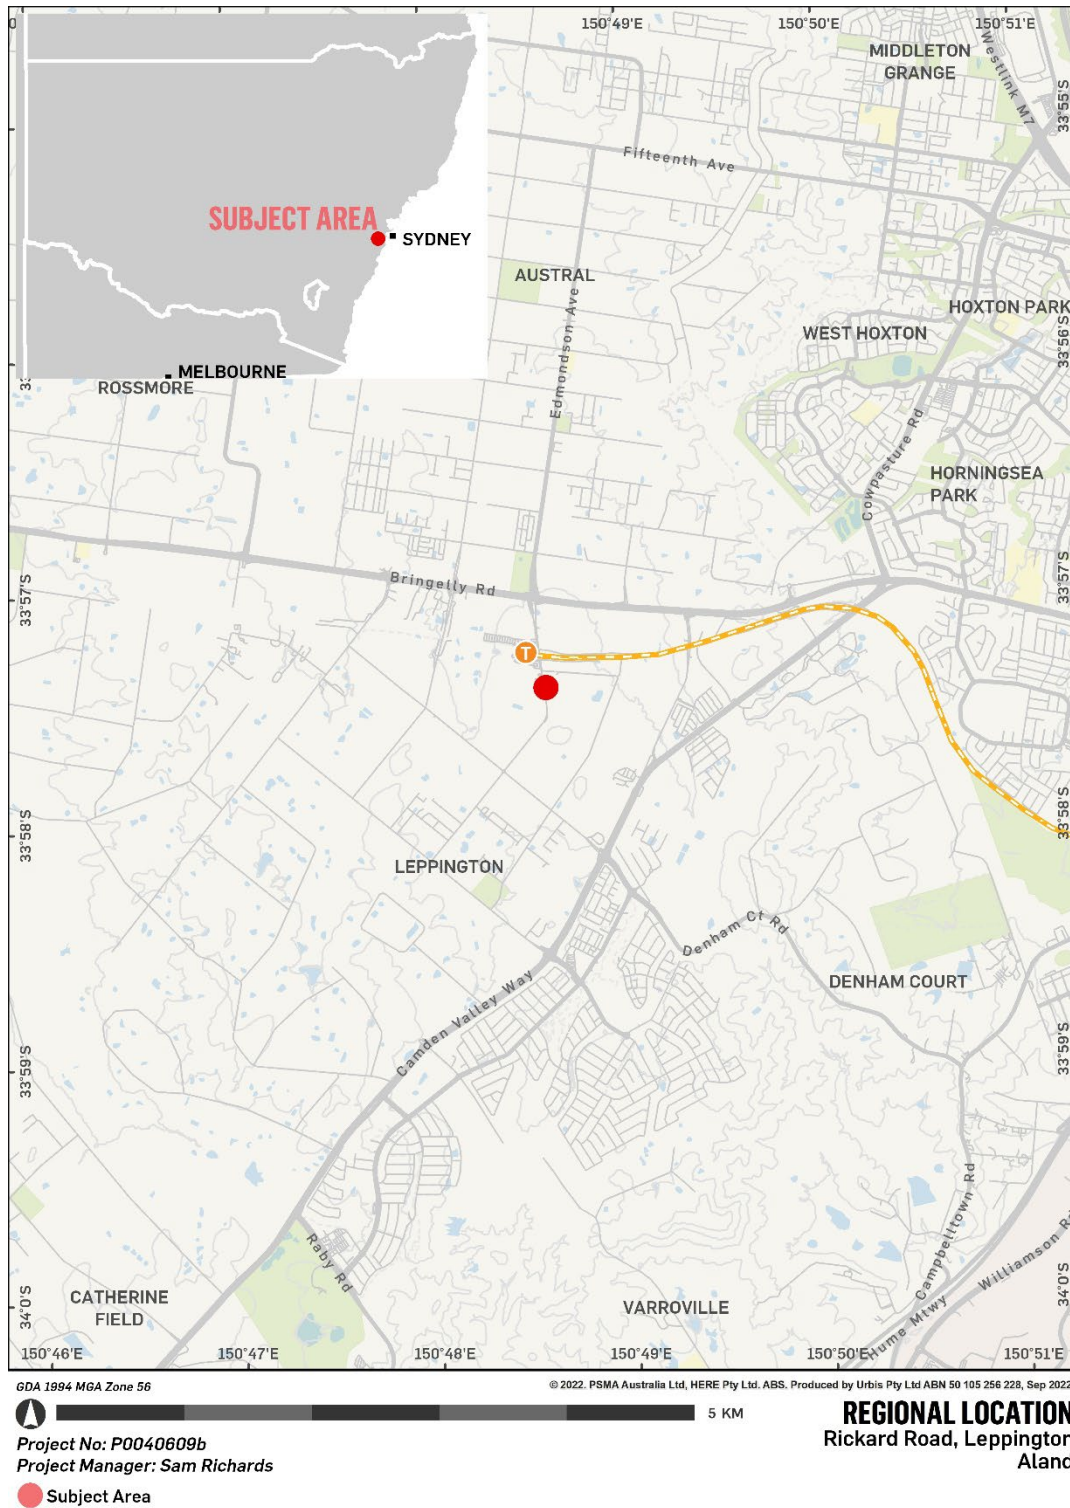 0
150°49'E
150°50'E
150°51'E
MIDDLETON
GRANGE
Westlink M7
33°55'S
Fifteenth Ave
SUBJECT AREA
SYDNEY
AUSTRAL
HOXTON PARK
WEST HOXTON
33°56'S
Edmondson Ave
MELBOURNE
ROSSMORE
Cowpasture Rd
HORNINGSEA
PARK
Bringelly Rd
33°57'S
33°57'S
T
33°58'S
33°58'S
LEPPINGTON
Denham Ct Rd
DENHAM COURT
Camden Valley Way
33°59'S
33°59'S
Campbelltown Rd
Raby Rd
Williamson R
CATHERINE
FIELD
VARROVILLE
34°0'S
34°0'S
Hume Mtwy
150°46'E
150°47'E
150°48'E
150°49'E
150°50'E
150°51'E
GDA 1994 MGA Zone 56
© 2022. PSMA Australia Ltd, HERE Pty Ltd. ABS. Produced by Urbis Pty Ltd ABN 50 105 256 228, Sep 2022
5 KM
REGIONAL LOCATION
Rickard Road, Leppington
Aland
Project No: P0040609b
Project Manager: Sam Richards
Subject Area